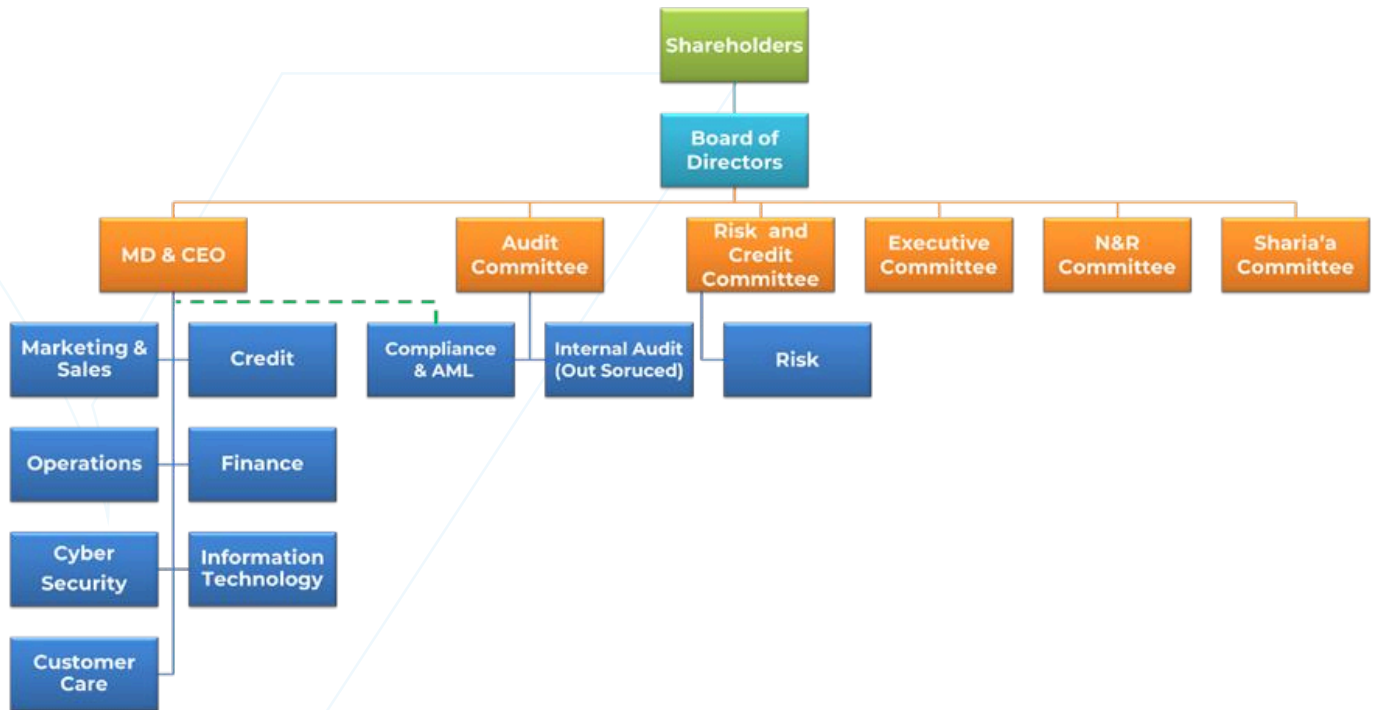 Shareholders
Board of
Directors
MD & CEO
Audit
Committee
Risk and
Credit
Committee
Executive
Committee
N&R
Committee
Sharia'a
Committee
Marketing &
Sales
Credit
Compliance
& AML
Internal Audit
(Out Soruced)
Risk
Operations
Finance
Cyber
Security
Information
Technology
Customer
Care